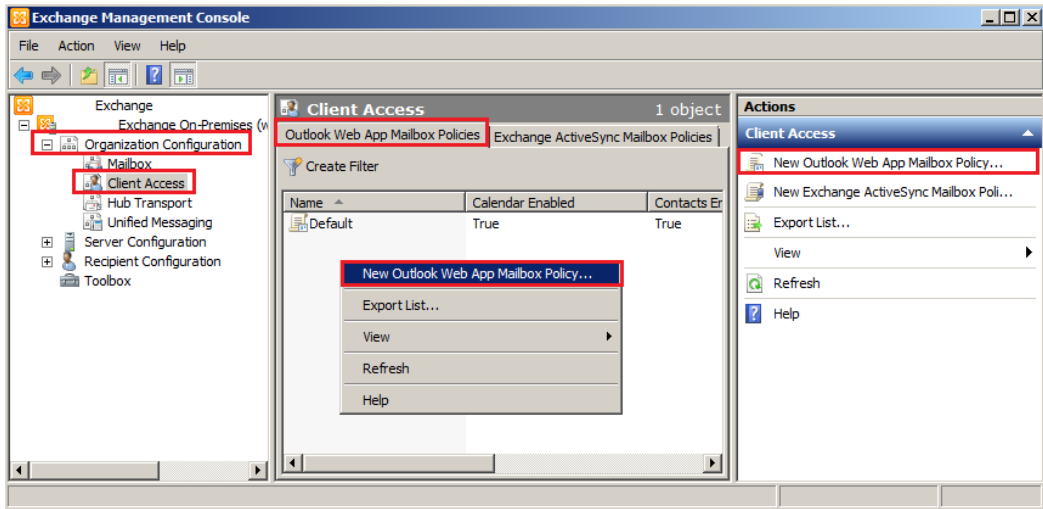 Exchange Management Console
File Action View Help
Exchange
Exchange On-Premises (w
Organization Configuration
Mailbox
Client Access
Hub Transport
Unified Messaging
Server Configuration
Recipient Configuration
Toolbox
Client Access 1 object
Outlook Web App Mailbox Policies Exchange ActiveSync Mailbox Policies
Create Filter
Name Calendar Enabled Contacts Er
Default True True
New Outlook Web App Mailbox Policy...
Export List...
View
Refresh
Help
Actions
Client Access
New Outlook Web App Mailbox Policy...
New Exchange ActiveSync Mailbox Poli...
Export List...
View
Refresh
Help